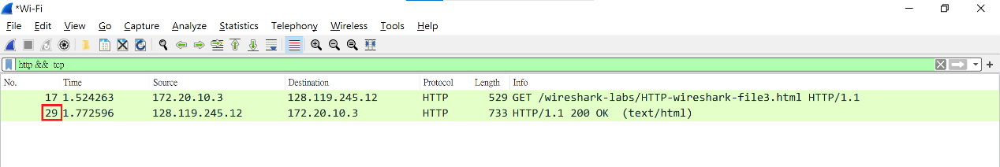 *Wi-Fi
File Edit View Go Capture Analyze Statistics Telephony Wireless Tools Help
http && tcp
No. Time Source Destination Protocol Length Info
17 1.524263 172.20.10.3 128.119.245.12 HTTP 529 GET /wireshark-labs/HTTP-wireshark-file3.html HTTP/1.1
29 1.772596 128.119.245.12 172.20.10.3 HTTP 733 HTTP/1.1 200 OK (text/html)